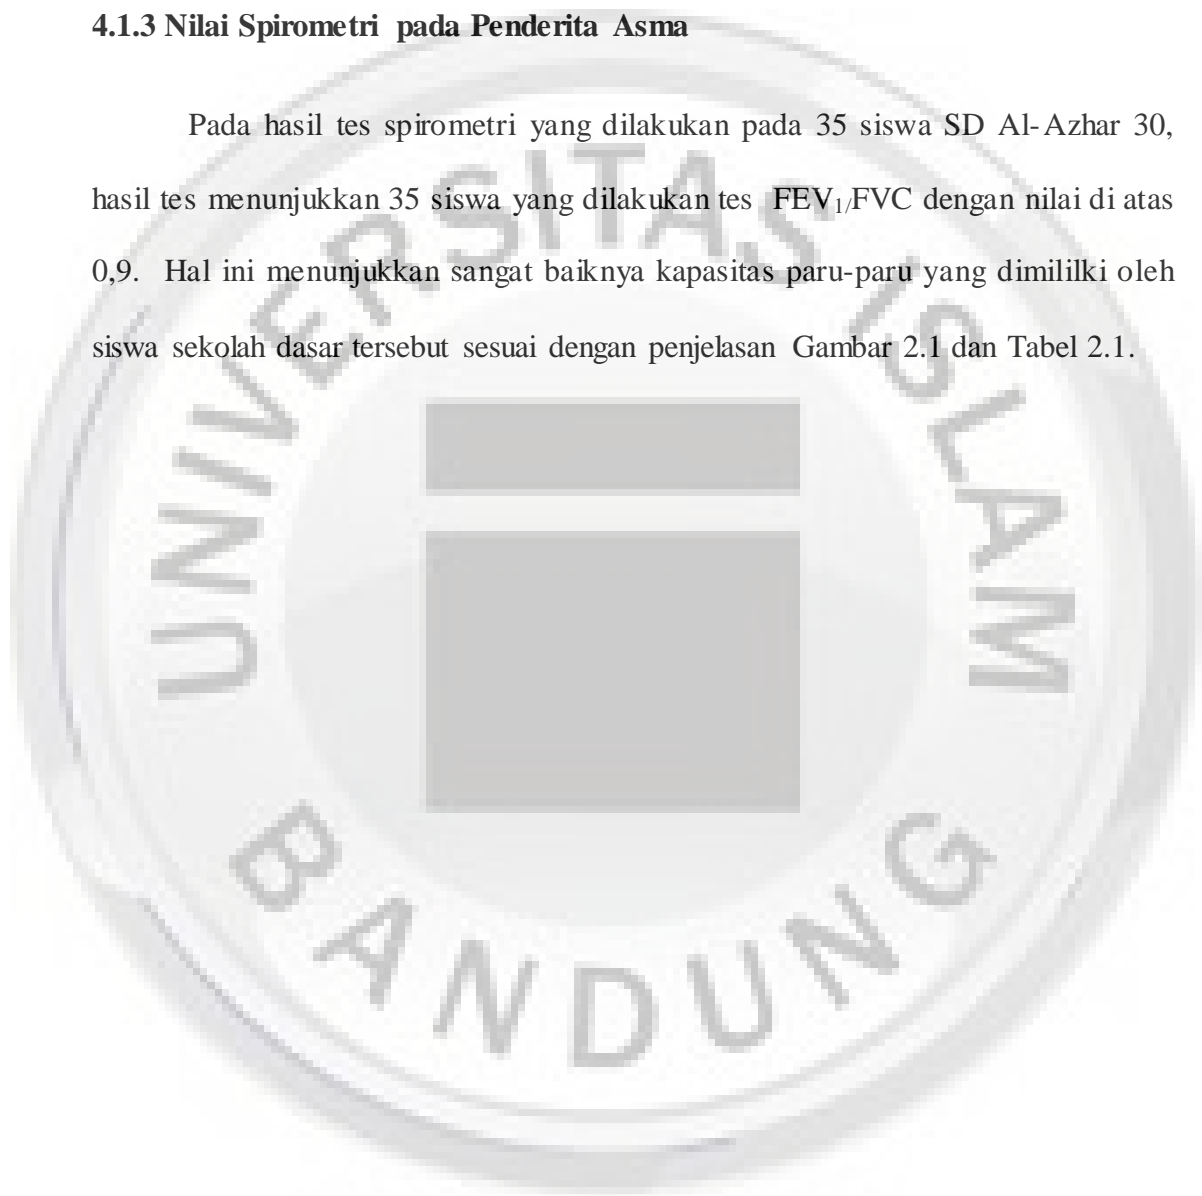 4.1.3 Nilai Spirometri pada Penderita Asma
Pada hasil tes spirometri yang dilakukan pada 35 siswa SD Al-Azhar 30,
hasil tes menunjukkan 35 siswa yang dilakukan tes FEV₁/FVC dengan nilai di atas
0,9. Hal ini menunjukkan sangat baiknya kapasitas paru-paru yang dimililki oleh
siswa sekolah dasar tersebut sesuai dengan penjelasan Gambar 2.1 dan Tabel 2.1.
UNIVERSITAS ISLAM
BANDUNG